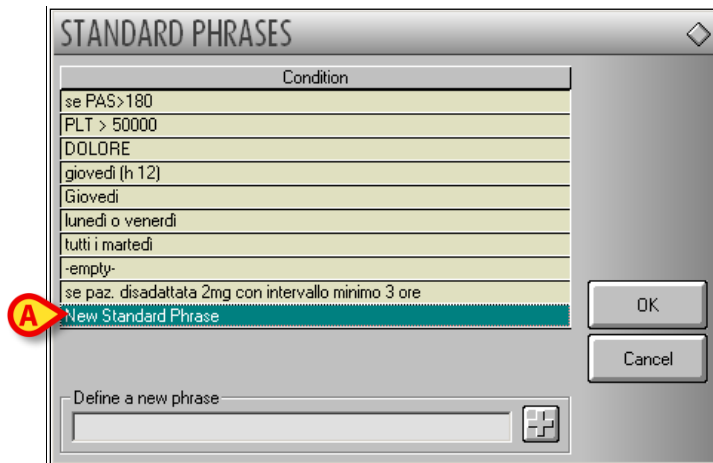 STANDARD PHRASES
Condition
se PAS>180
PLT > 50000
DOLORE
giovedì (h 12)
Giovedi
lunedì o venerdì
tutti i martedì
-empty-
se paz. disadattata 2mg con intervallo minimo 3 ore
A
New Standard Phrase
OK
Cancel
Define a new phrase